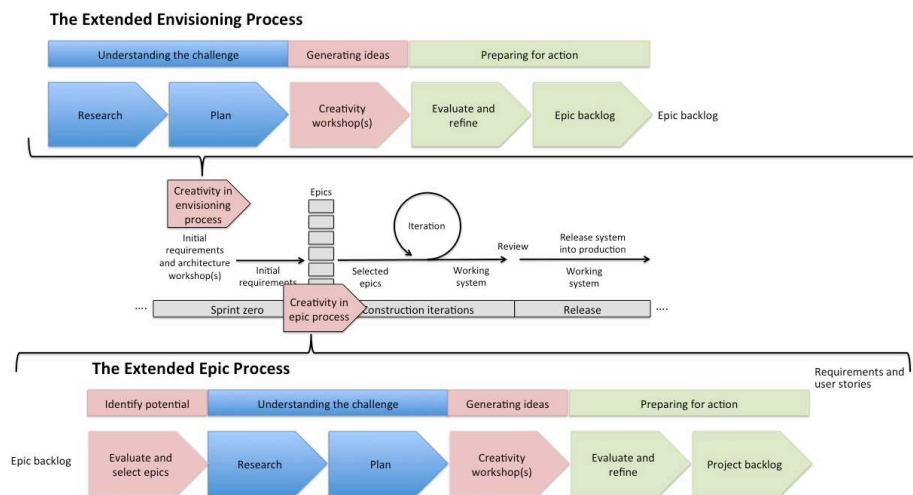 The Extended Envisioning Process
Understanding the challenge
Generating ideas
Preparing for action
Research
Plan
Creativity
workshop(s)
Evaluate and
refine
Epic backlog
Epic backlog
Creativity in
envisioning
process
Initial
requirements
and architecture
workshop(s)
Initial
requirements
Epics
Iteration
Selected
epics
Working
system
Review
Release system
into production
Working
system
....
Sprint zero
Creativity in
epic process
Construction iterations
Release
....
The Extended Epic Process
Requirements and
user stories
Identify potential
Understanding the challenge
Generating ideas
Preparing for action
Epic backlog
Evaluate and
select epics
Research
Plan
Creativity
workshop(s)
Evaluate and
refine
Project backlog